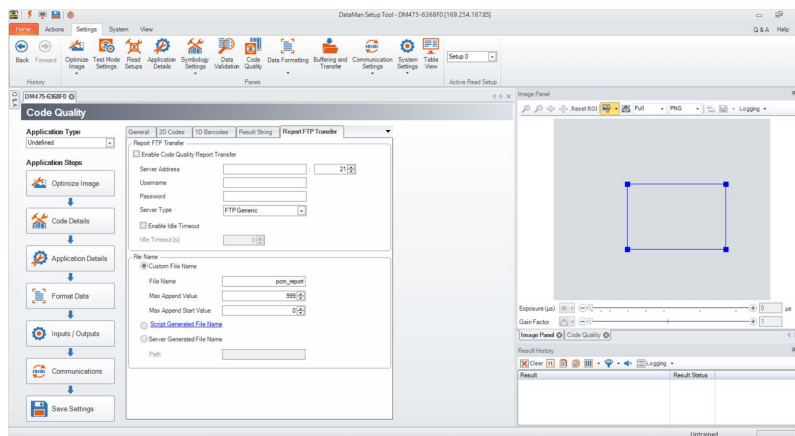 DataMan Setup Tool - DM475-6368F0 [169.254.167.85]
Home Actions Settings System View Q & A Help
Back Forward Optimize Image Test Mode Settings Read Setups Application Details Symbology Settings Data Validation Code Quality Data Formatting Buffering and Transfer Communication Settings System Settings Table View Setup 0
History Panes Active Read Setup
Q & A
DM475-6368F0
Code Quality
Application Type
Undefined
Application Steps
Optimize Image
Code Details
Application Details
Format Data
Inputs / Outputs
Communications
Save Settings
General 2D Codes 1D Barcodes Result String Report FTP Transfer
Report FTP Transfer
Enable Code Quality Report Transfer
Server Address : 21
Username
Password
Server Type FTP Generic
Enable Idle Timeout
Idle Timeout [s]
File Name
Custom File Name
File Name pcm_report
Max Append Value 999
Max Append Start Value 0
Script Generated File Name
Server Generated File Name
Path
Image Panel
Reset ROI Full PNG Logging
Exposure (µs) 0 µs
Gain Factor 1
Image Panel Code Quality
Result History
Clear Logging
Result Result Status
Untrained